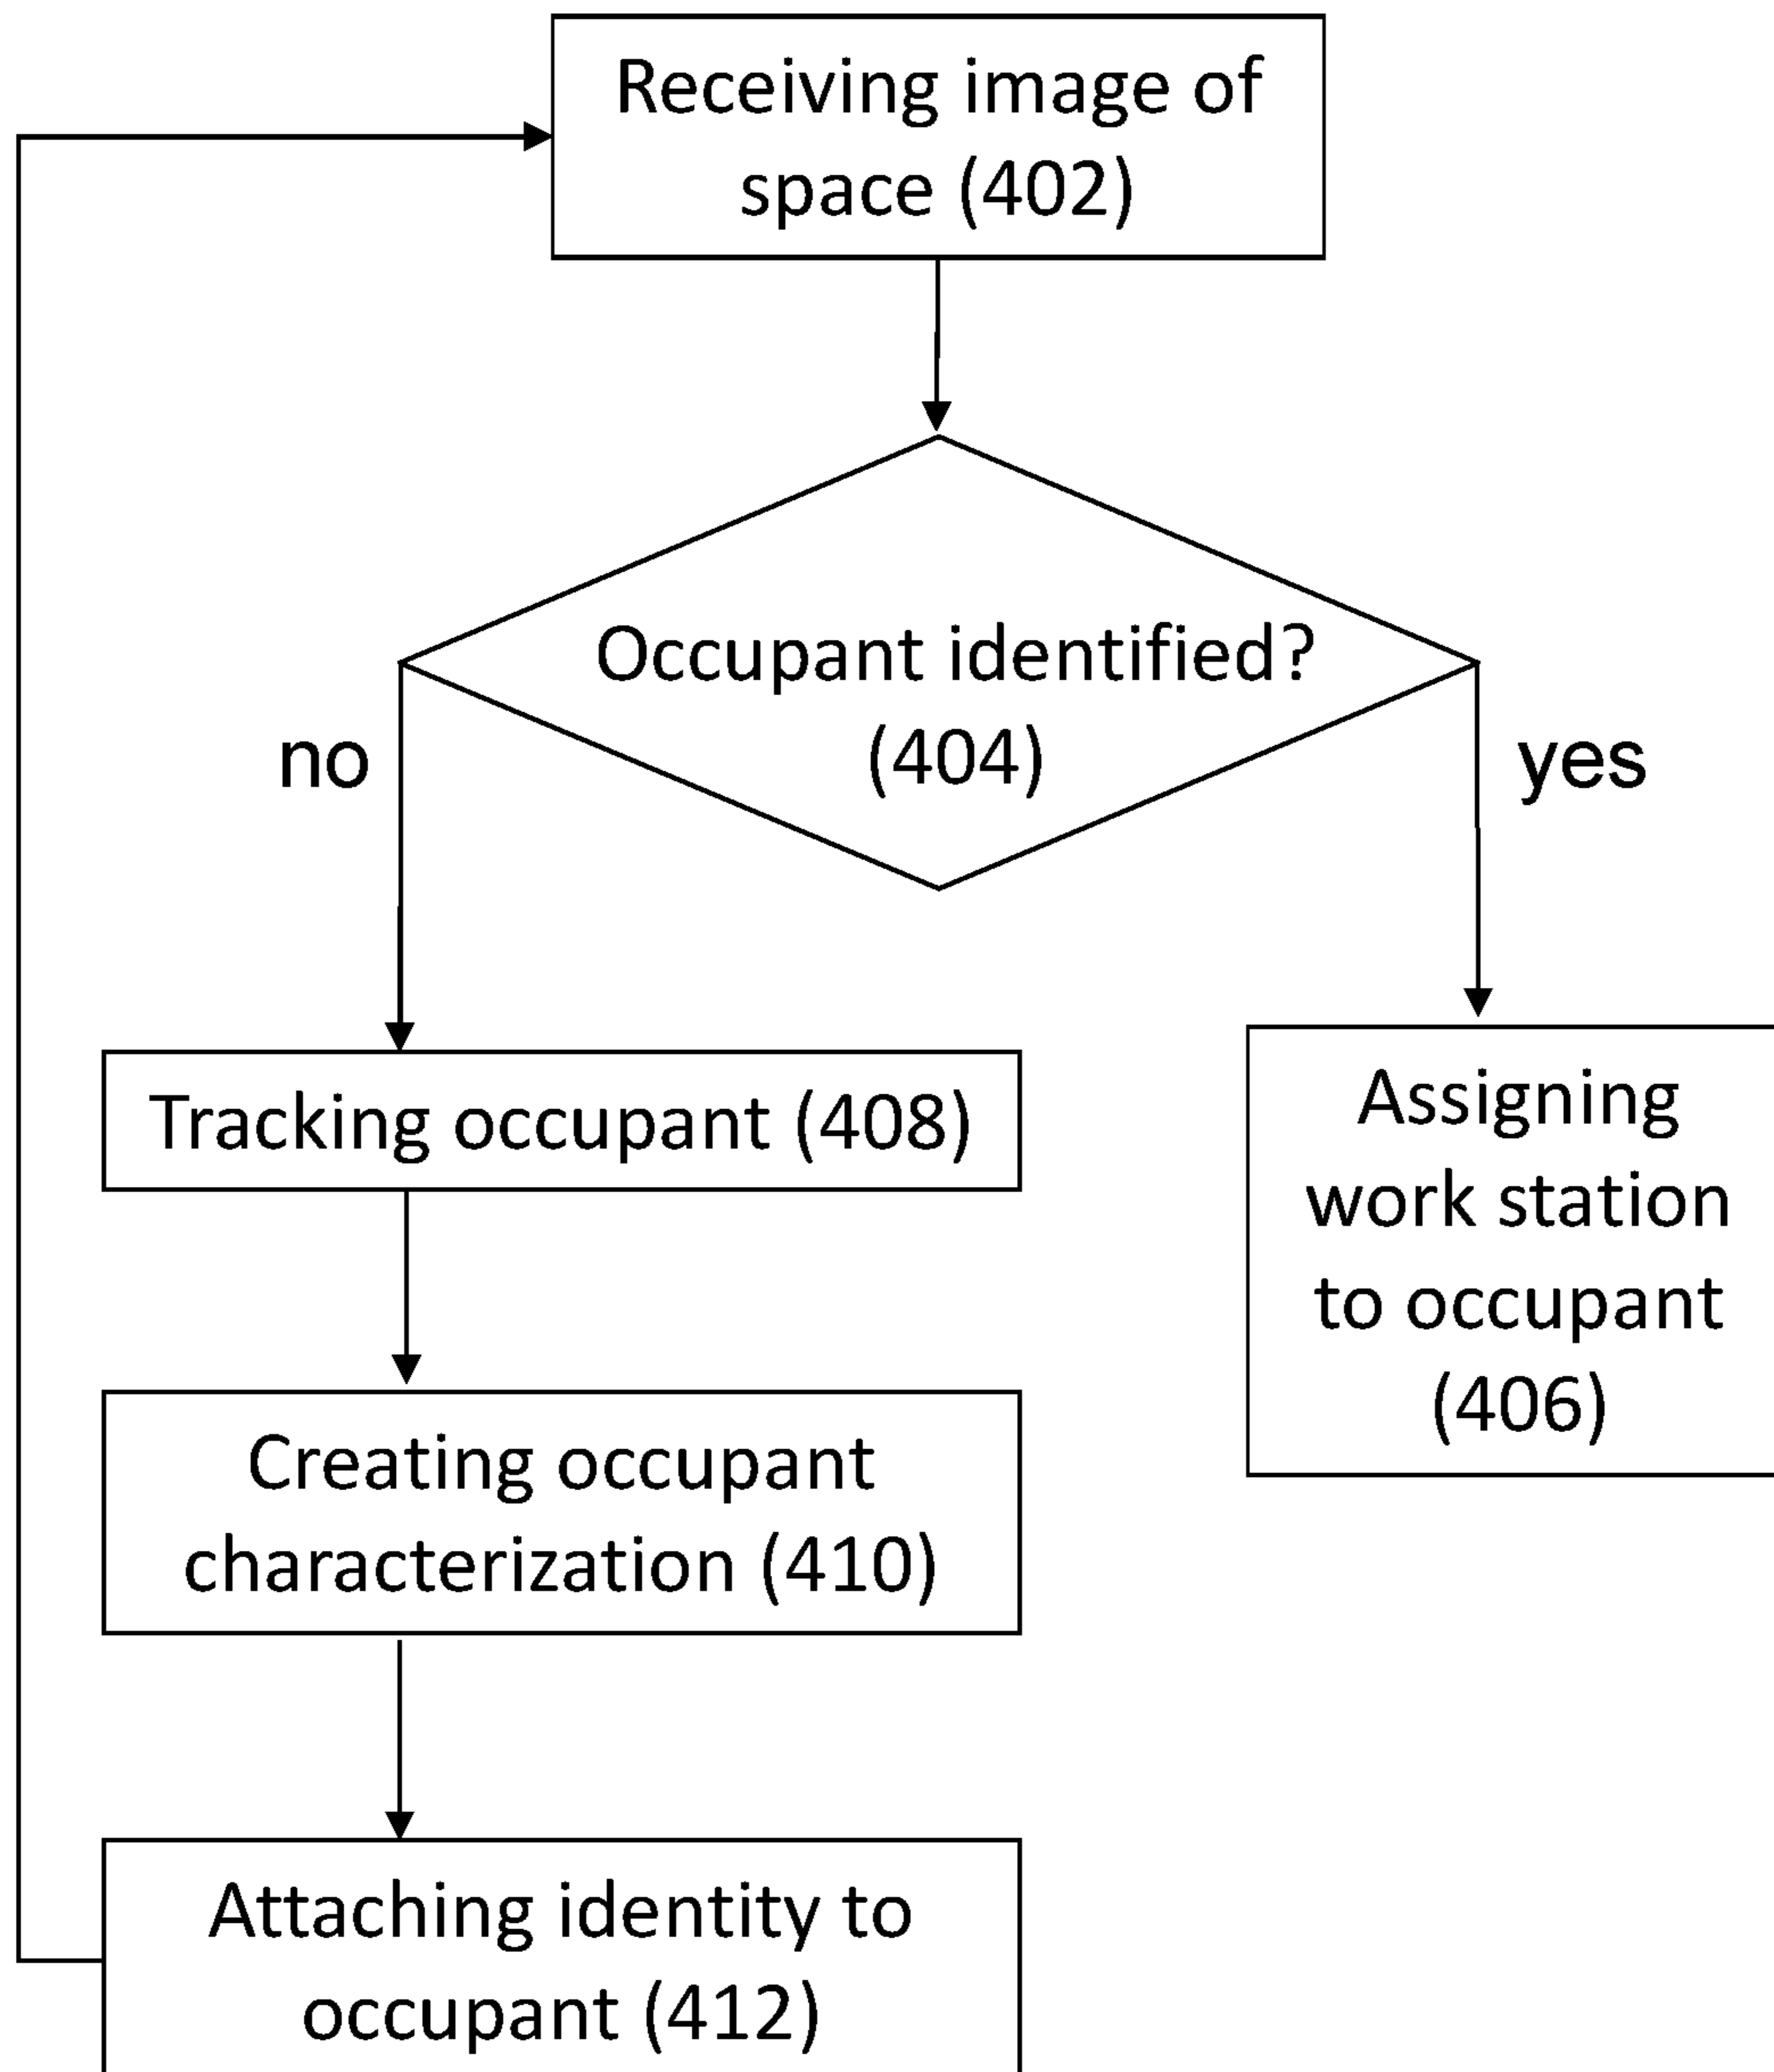 Receiving image of
space (402)
Occupant identified?
(404)
no
yes
Tracking occupant (408)
Assigning
work station
to occupant
(406)
Creating occupant
characterization (410)
Attaching identity to
occupant (412)